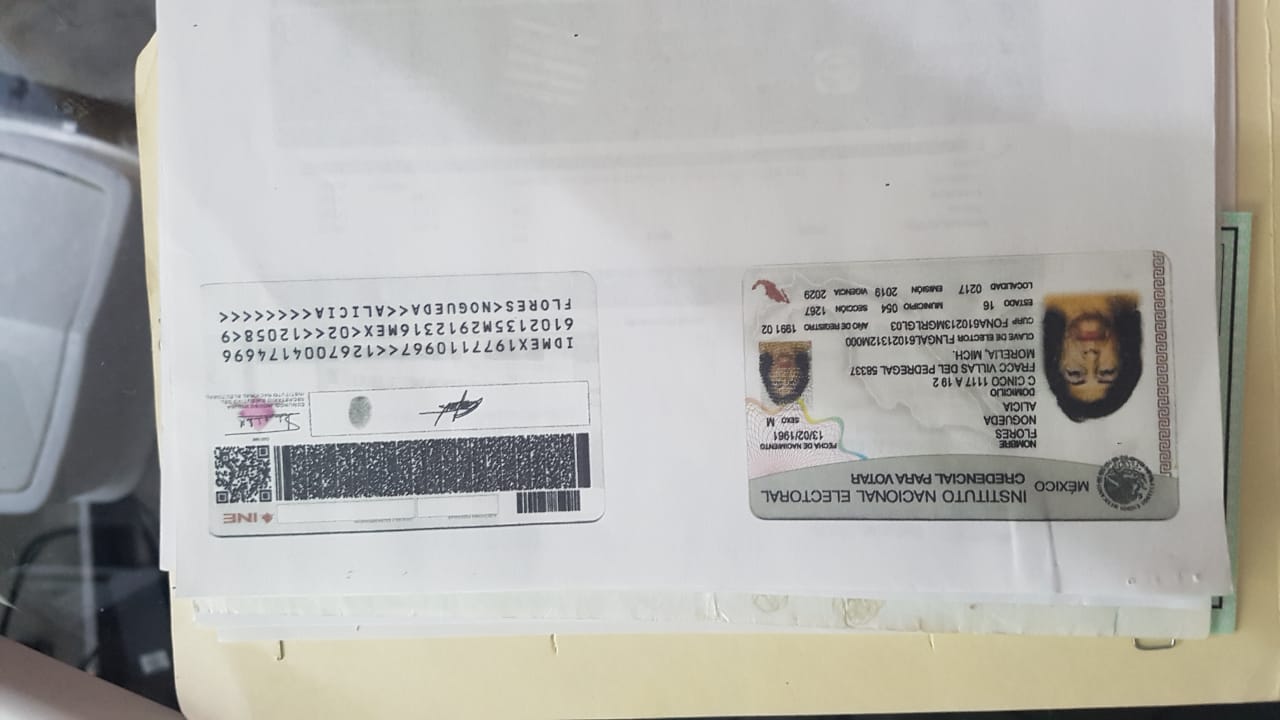 MÉXICO
INSTITUTO NACIONAL ELECTORAL
CREDENCIAL PARA VOTAR
NOMBRE
FLORES
NOGUEDA
ALICIA
FECHA DE NACIMIENTO
13/02/1961
SEXO M
DOMICILIO
C CINCO 1117 A 19 2
FRACC VILLAS DEL PEDREGAL 58337
MORELIA, MICH.
CLAVE DE ELECTOR FLNGAL61021312M000
CURP FONA610213MGRLGL03 AÑO DE REGISTRO 1991 02
ESTADO 16 MUNICIPIO 054 SECCIÓN 1267
LOCALIDAD 0217 EMISIÓN 2019 VIGENCIA 2029
INE
IDMEX1977110967<<1267004174696
6102135M2912316MEX<02<<12058<9
FLORES<NOGUEDA<<ALICIA<<<<<<<<